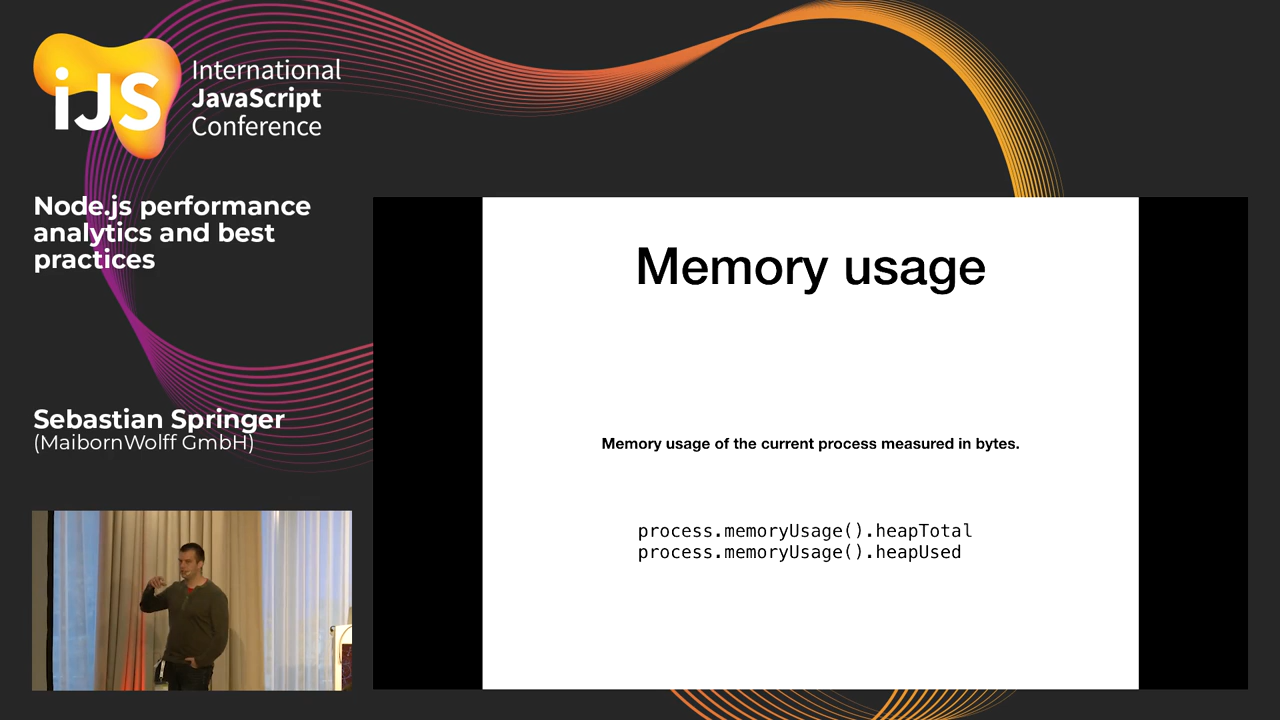 iJS
International
JavaScript
Conference
Node.js performance
analytics and best
practices
Sebastian Springer
(MaibornWolff GmbH)
Memory usage
Memory usage of the current process measured in bytes.
process.memoryUsage().heapTotal
process.memoryUsage().heapUsed